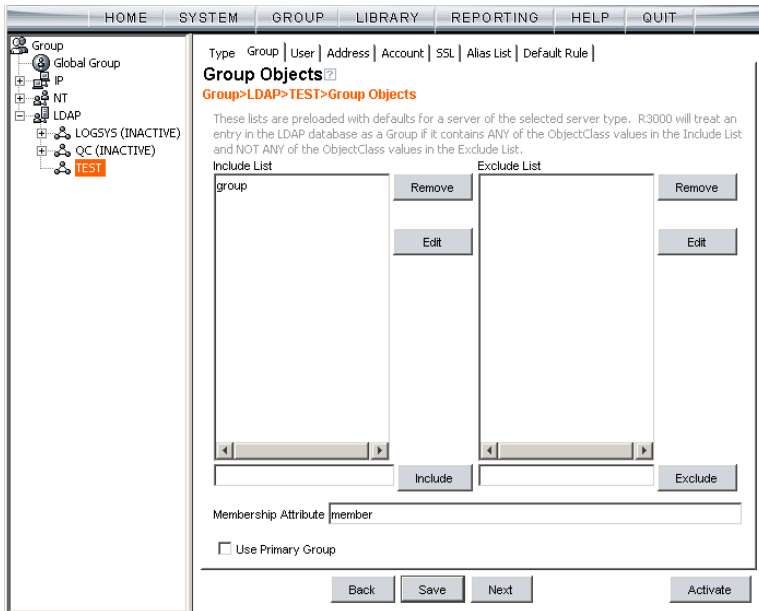 HOME SYSTEM GROUP LIBRARY REPORTING HELP QUIT
Group
Global Group
IP
NT
LDAP
LOGSYS (INACTIVE)
QC (INACTIVE)
TEST
Type Group User Address Account SSL Alias List Default Rule
Group Objects?
Group>LDAP>TEST>Group Objects
These lists are preloaded with defaults for a server of the selected server type. R3000 will treat an
entry in the LDAP database as a Group if it contains ANY of the ObjectClass values in the Include List
and NOT ANY of the ObjectClass values in the Exclude List.
Include List Exclude List
group Remove Remove
Edit Edit
Include Exclude
Membership Attribute member
Use Primary Group
Back Save Next Activate